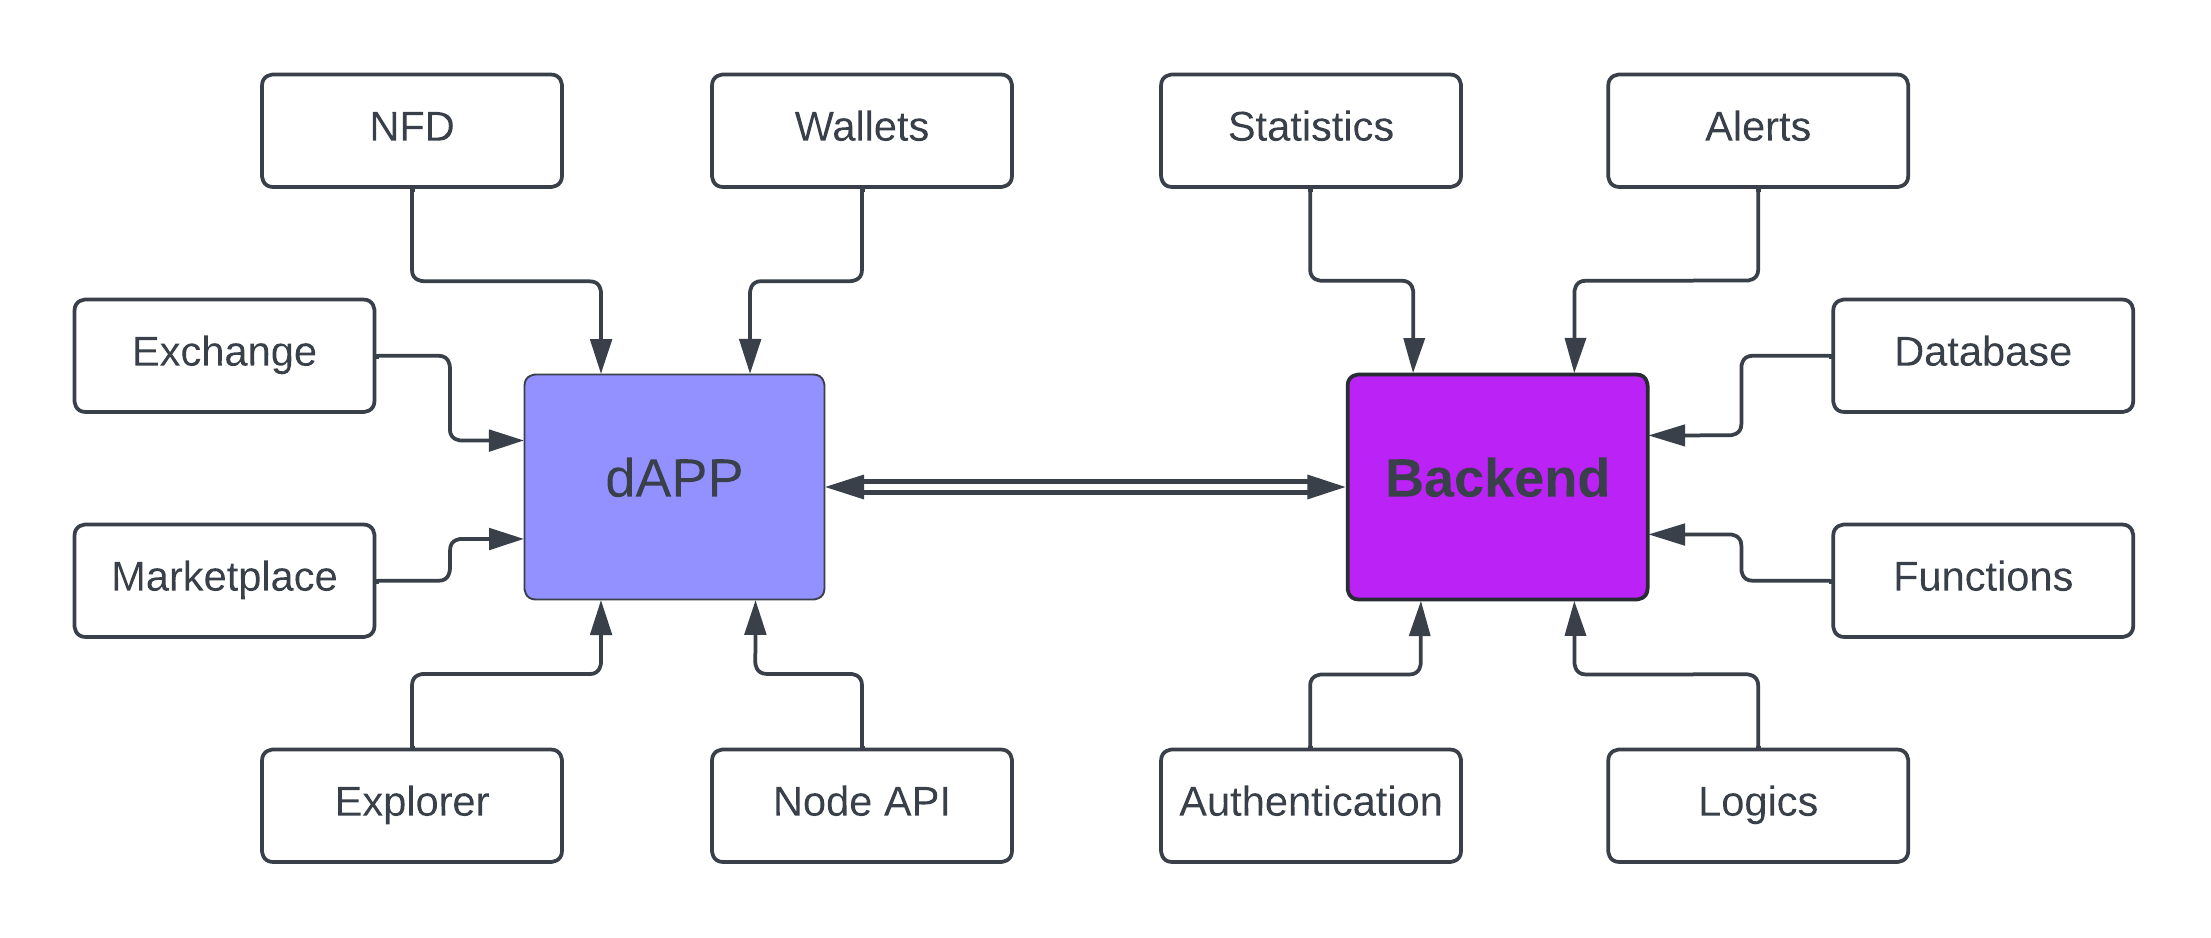 NFD
Wallets
Statistics
Alerts
Exchange
Database
dAPP
Backend
Marketplace
Functions
Explorer
Node API
Authentication
Logics